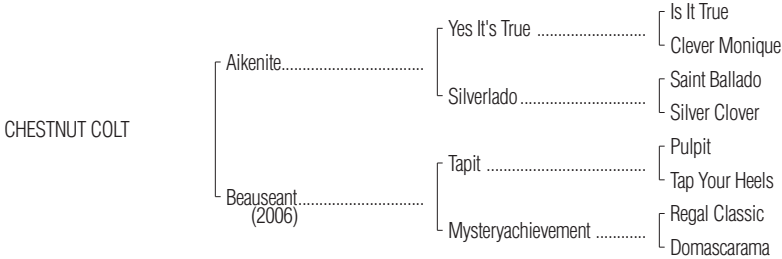 Is It True
Yes It's True ..........................
Clever Monique
Aikenite..................................
Saint Ballado
Silverlado..............................
Silver Clover
CHESTNUT COLT
Pulpit
Tapit ......................................
Tap Your Heels
Beauseant..............................
(2006)
Regal Classic
Mysteryachievement ............
Domascarama